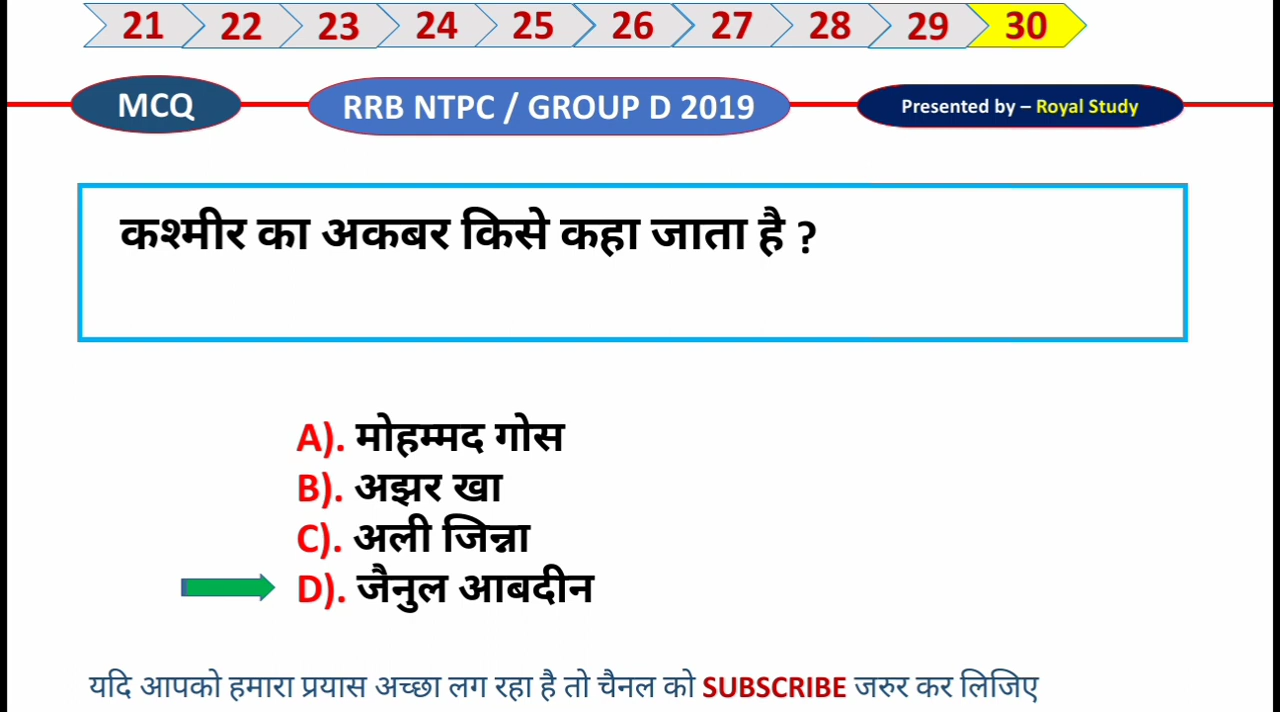 21 22 23 24 25 26 27 28 29 30
MCQ RRB NTPC / GROUP D 2019 Presented by – Royal Study
कश्मीर का अकबर किसे कहा जाता है ?
A). मोहम्मद गोस
B). अझर खा
C). अली जिन्ना
D). जैनुल आबदीन
यदि आपको हमारा प्रयास अच्छा लग रहा है तो चैनल को SUBSCRIBE जरुर कर लिजिए